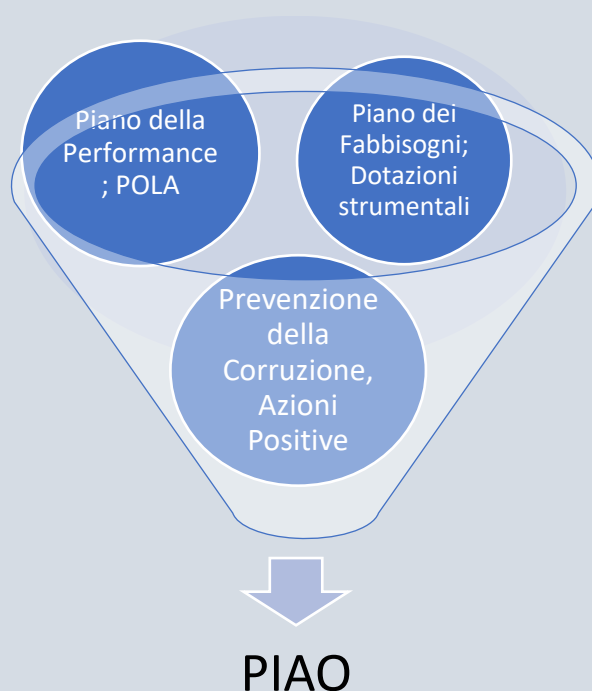 Piano della
Performance
; POLA
Piano dei
Fabbisogni;
Dotazioni
strumentali
Prevenzione
della
Corruzione,
Azioni
Positive
PIAO